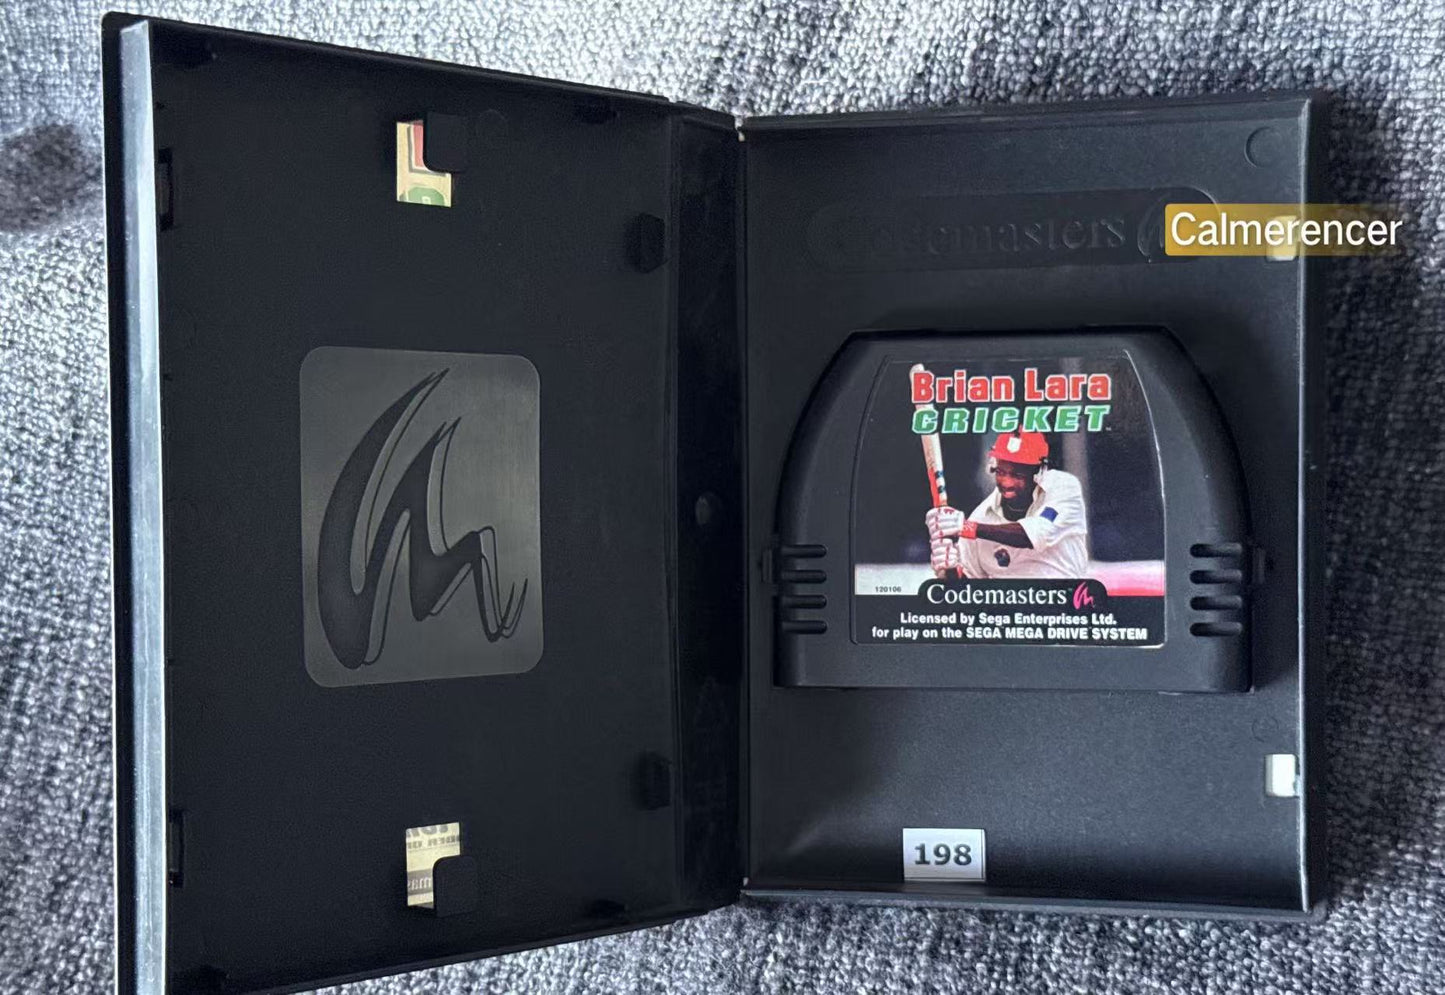 Codemasters
Calmerencer
Brian Lara
CRICKET™
120106
Codemasters
Licensed by Sega Enterprises Ltd.
for play on the SEGA MEGA DRIVE SYSTEM
198